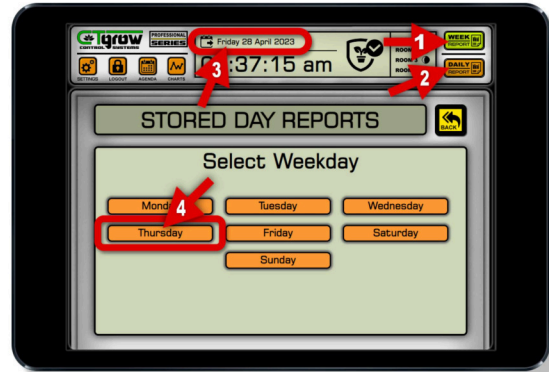 Grow
PROFESSIONAL
SERIES
CONTROL SYSTEMS
SETTINGS
LOGOUT
AGENDA
CHARTS
Friday 28 April 2023
:37:15 am
ROOM
ROOM
ROOM
WEEK
REPORT
DAILY
REPORT
1
2
3
STORED DAY REPORTS
BACK
Select Weekday
Monday
Tuesday
Wednesday
4
Thursday
Friday
Saturday
Sunday